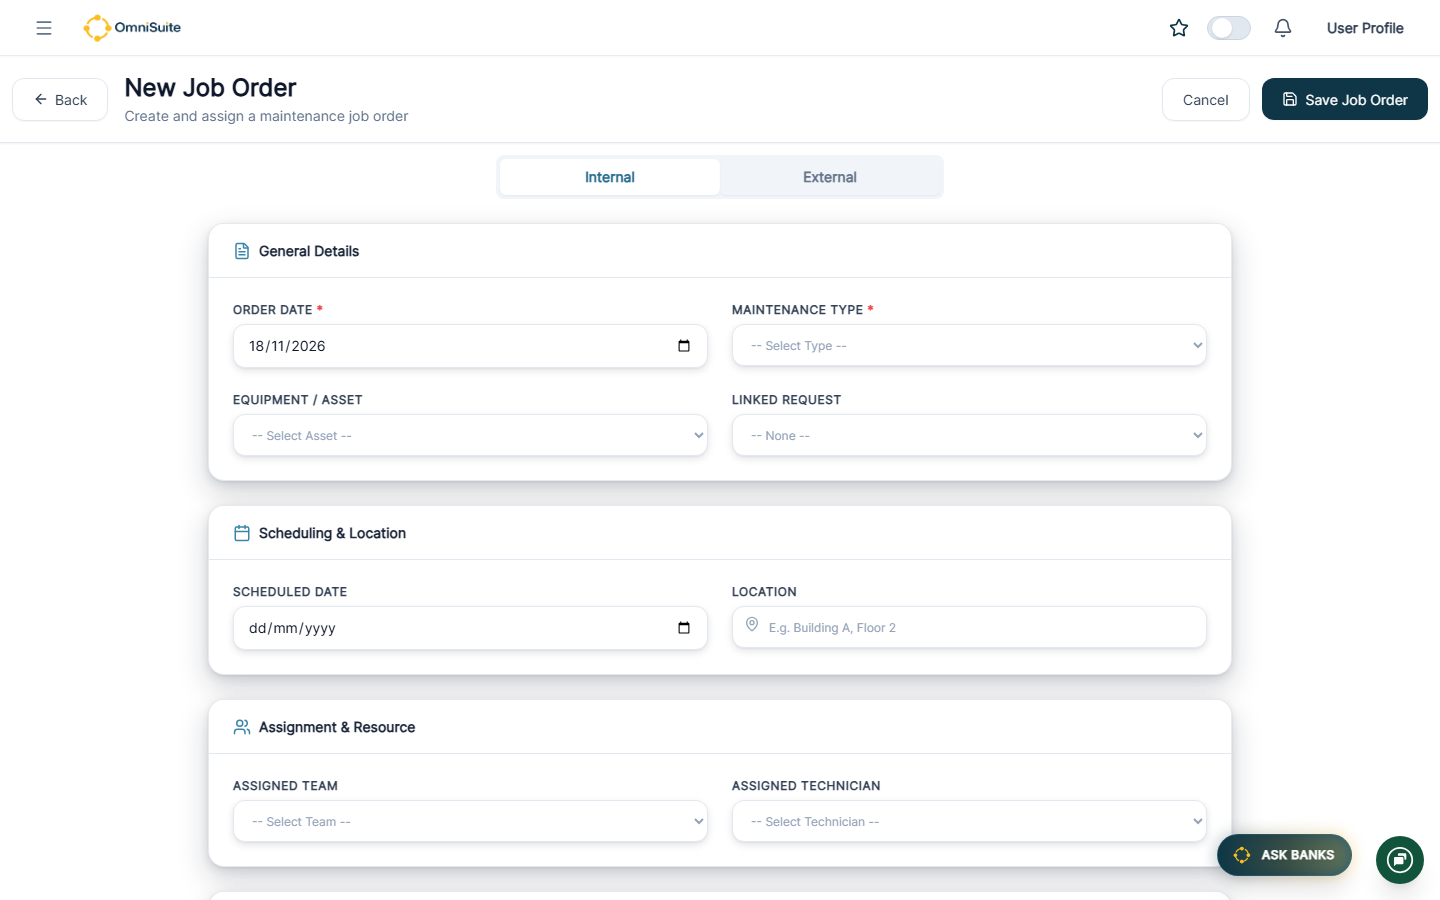 OmniSuite
User Profile
Back
New Job Order
Create and assign a maintenance job order
Cancel
Save Job Order
Internal
External
General Details
ORDER DATE *
MAINTENANCE TYPE *
18/11/2026
-- Select Type --
EQUIPMENT / ASSET
LINKED REQUEST
-- Select Asset --
-- None --
Scheduling & Location
SCHEDULED DATE
LOCATION
dd/mm/yyyy
E.g. Building A, Floor 2
Assignment & Resource
ASSIGNED TEAM
ASSIGNED TECHNICIAN
-- Select Team --
-- Select Technician --
ASK BANKS